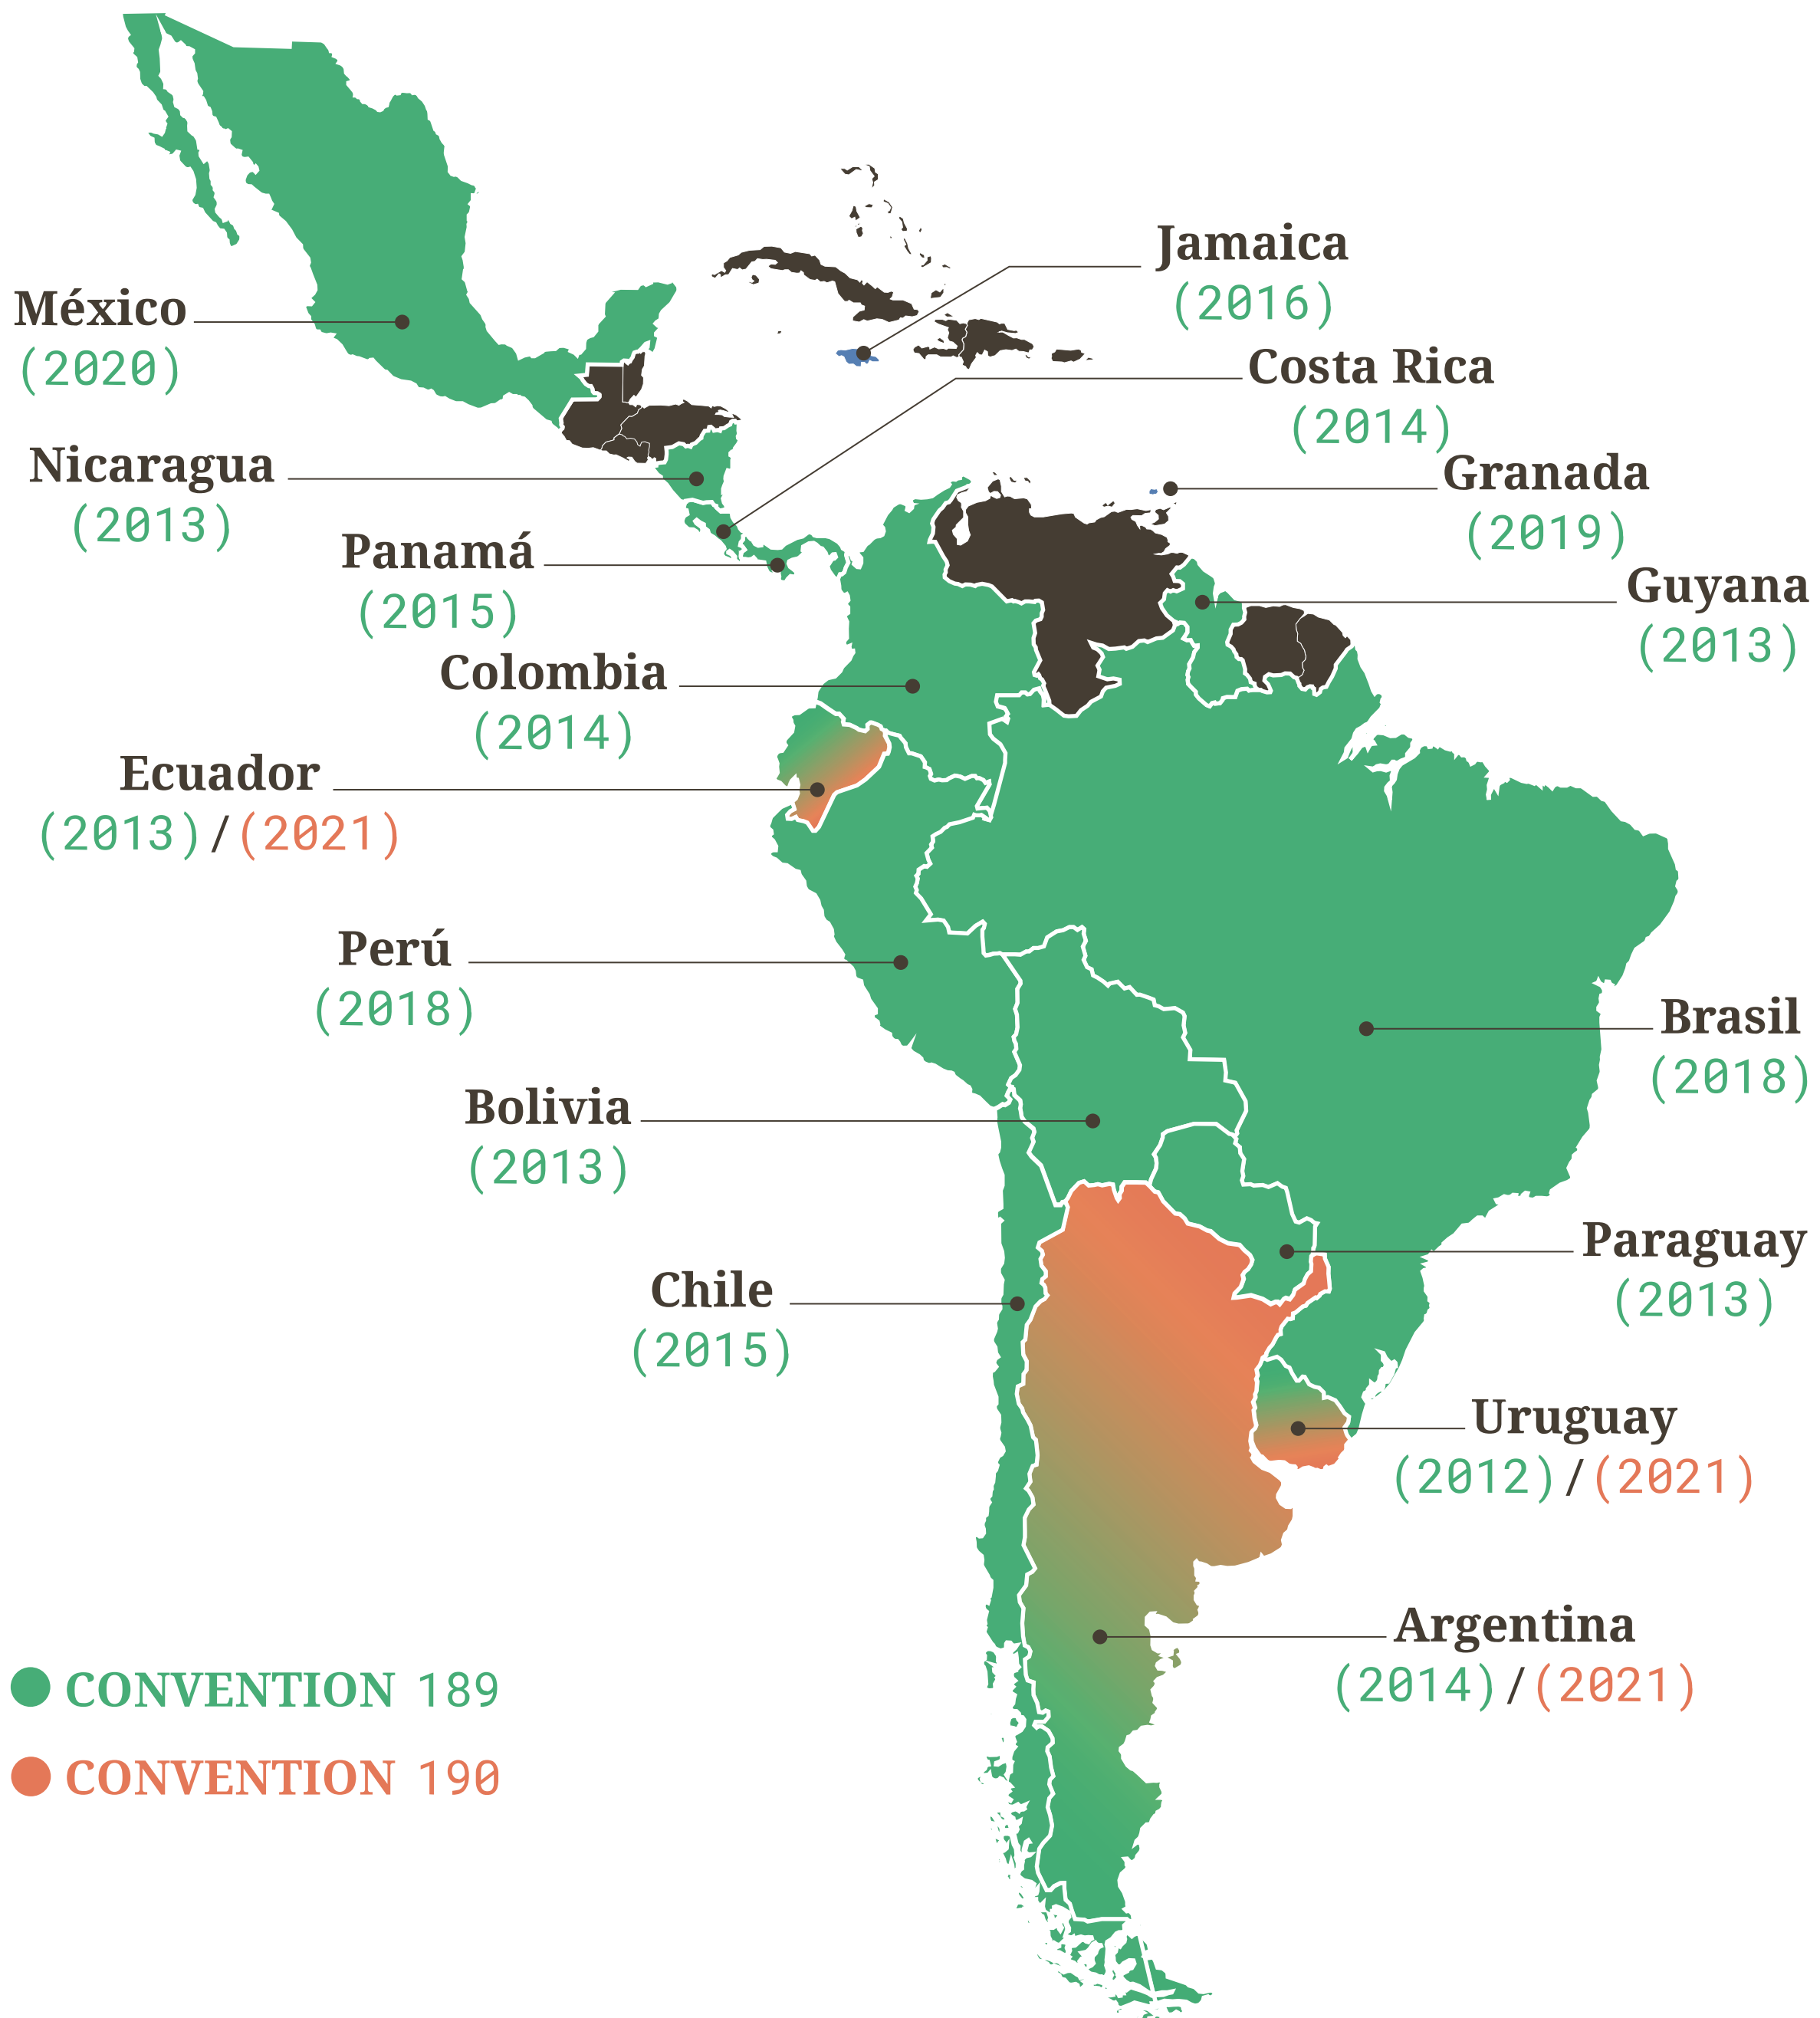 Jamaica
(2016)
México
(2020)
Costa Rica
(2014)
Nicaragua
(2013)
Granada
(2019)
Panamá
(2015)
Guyana
(2013)
Colombia
(2014)
Ecuador
(2013)/(2021)
Perú
(2018)
Brasil
(2018)
Bolivia
(2013)
Paraguay
(2013)
Chile
(2015)
Uruguay
(2012)/(2021)
Argentina
(2014)/(2021)
CONVENTION 189
CONVENTION 190